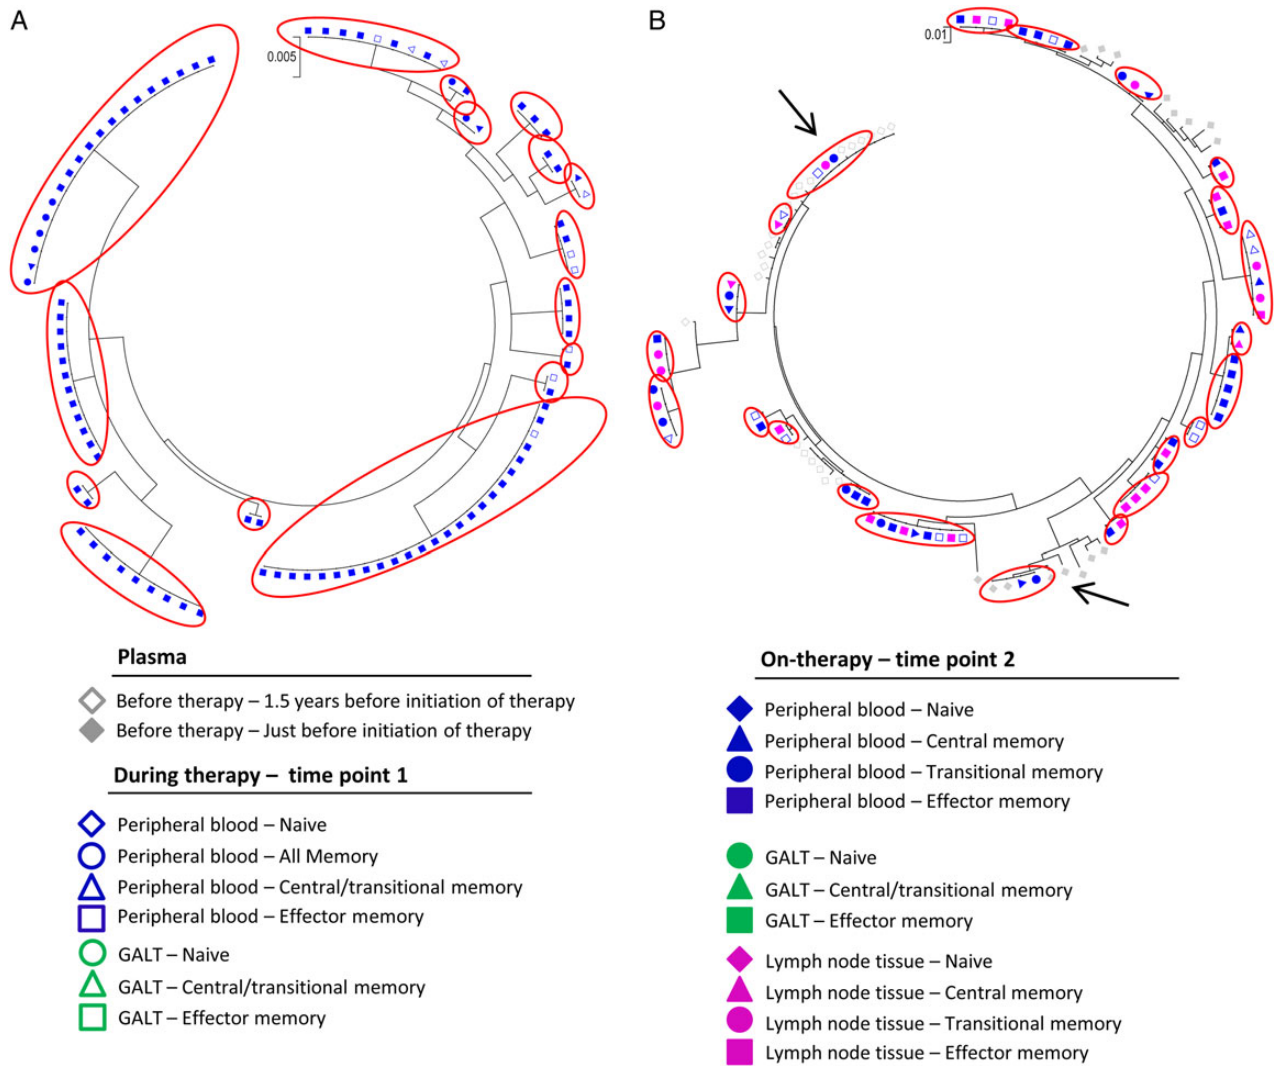 A
B
0.005
0.01
Plasma
Before therapy – 1.5 years before initiation of therapy
Before therapy – Just before initiation of therapy
During therapy – time point 1
Peripheral blood – Naive
Peripheral blood – All Memory
Peripheral blood – Central/transitional memory
Peripheral blood – Effector memory
GALT – Naive
GALT – Central/transitional memory
GALT – Effector memory
On-therapy – time point 2
Peripheral blood – Naive
Peripheral blood – Central memory
Peripheral blood – Transitional memory
Peripheral blood – Effector memory
GALT – Naive
GALT – Central/transitional memory
GALT – Effector memory
Lymph node tissue – Naive
Lymph node tissue – Central memory
Lymph node tissue – Transitional memory
Lymph node tissue – Effector memory